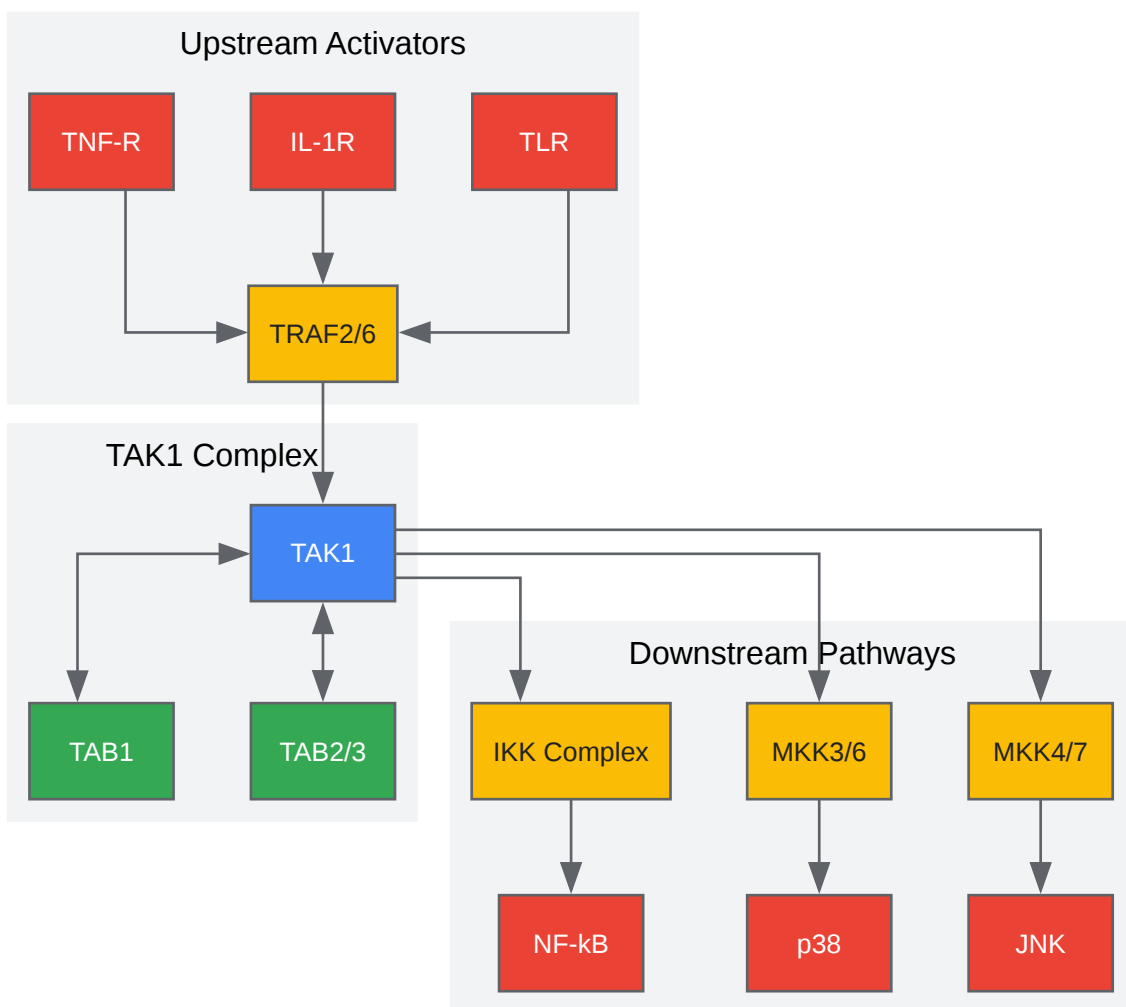 Upstream Activators
TNF-R
IL-1R
TLR
TRAF2/6
TAK1 Complex
TAK1
TAB1
TAB2/3
Downstream Pathways
IKK Complex
MKK3/6
MKK4/7
NF-kB
p38
JNK